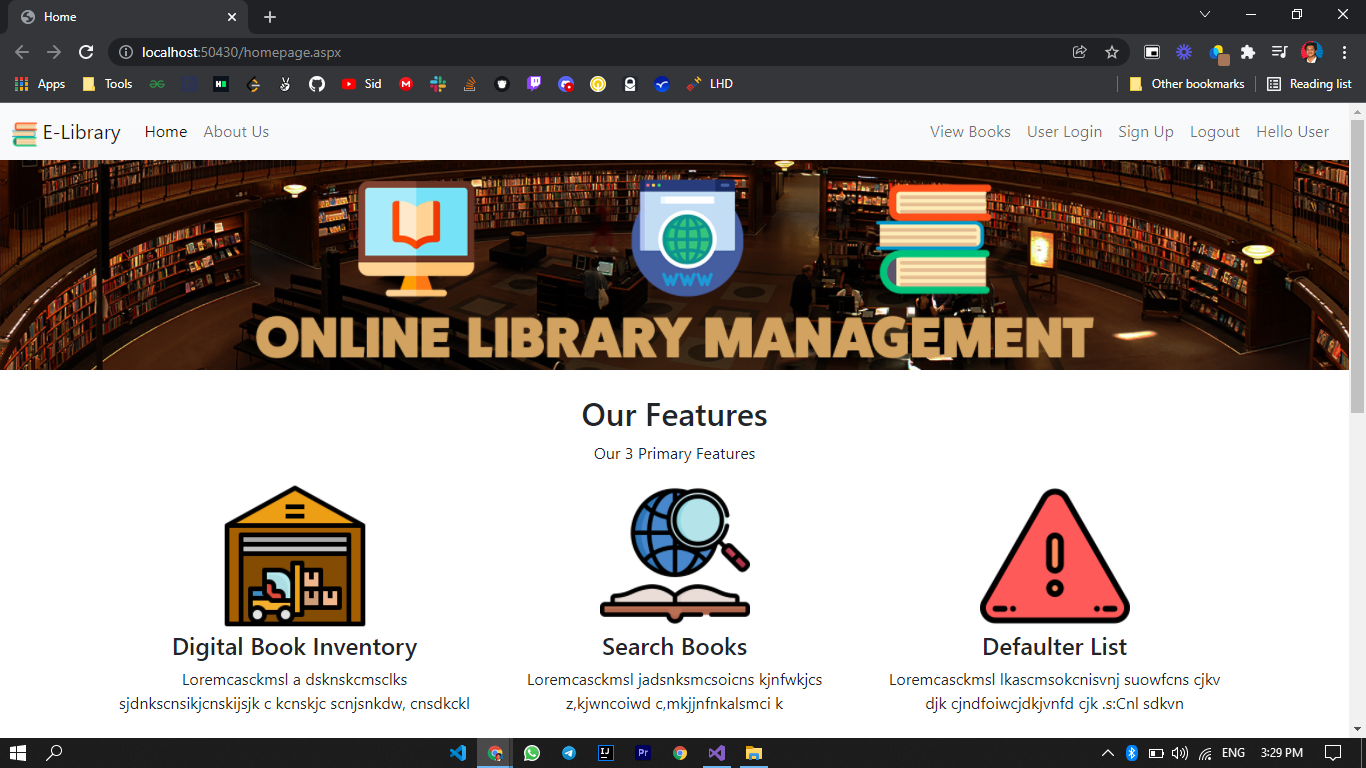 Home
localhost:50430/homepage.aspx
Apps
Tools
Sid
LHD
Other bookmarks
Reading list
E-Library
Home
About Us
View Books
User Login
Sign Up
Logout
Hello User
WWW
ONLINE LIBRARY MANAGEMENT
Our Features
Our 3 Primary Features
Digital Book Inventory
Loremcasckmsl a dsknskcmsclks
sjdnkscnsikjcnskijsjk c kcnskjc scnjsnkdw, cnsdkckl
Search Books
Loremcasckmsl jadsnksmcsoicns kjnfwkjcs
z,kjwncoiwd c,mkjjnfnkalsmci k
Defaulter List
Loremcasckmsl lkascmsokcnisvnj suowfcns cjkv
djk cjndfoiwcjdkjvnfd cjk .s:Cnl sdkvn
IJ
Pr
ENG
3:29 PM